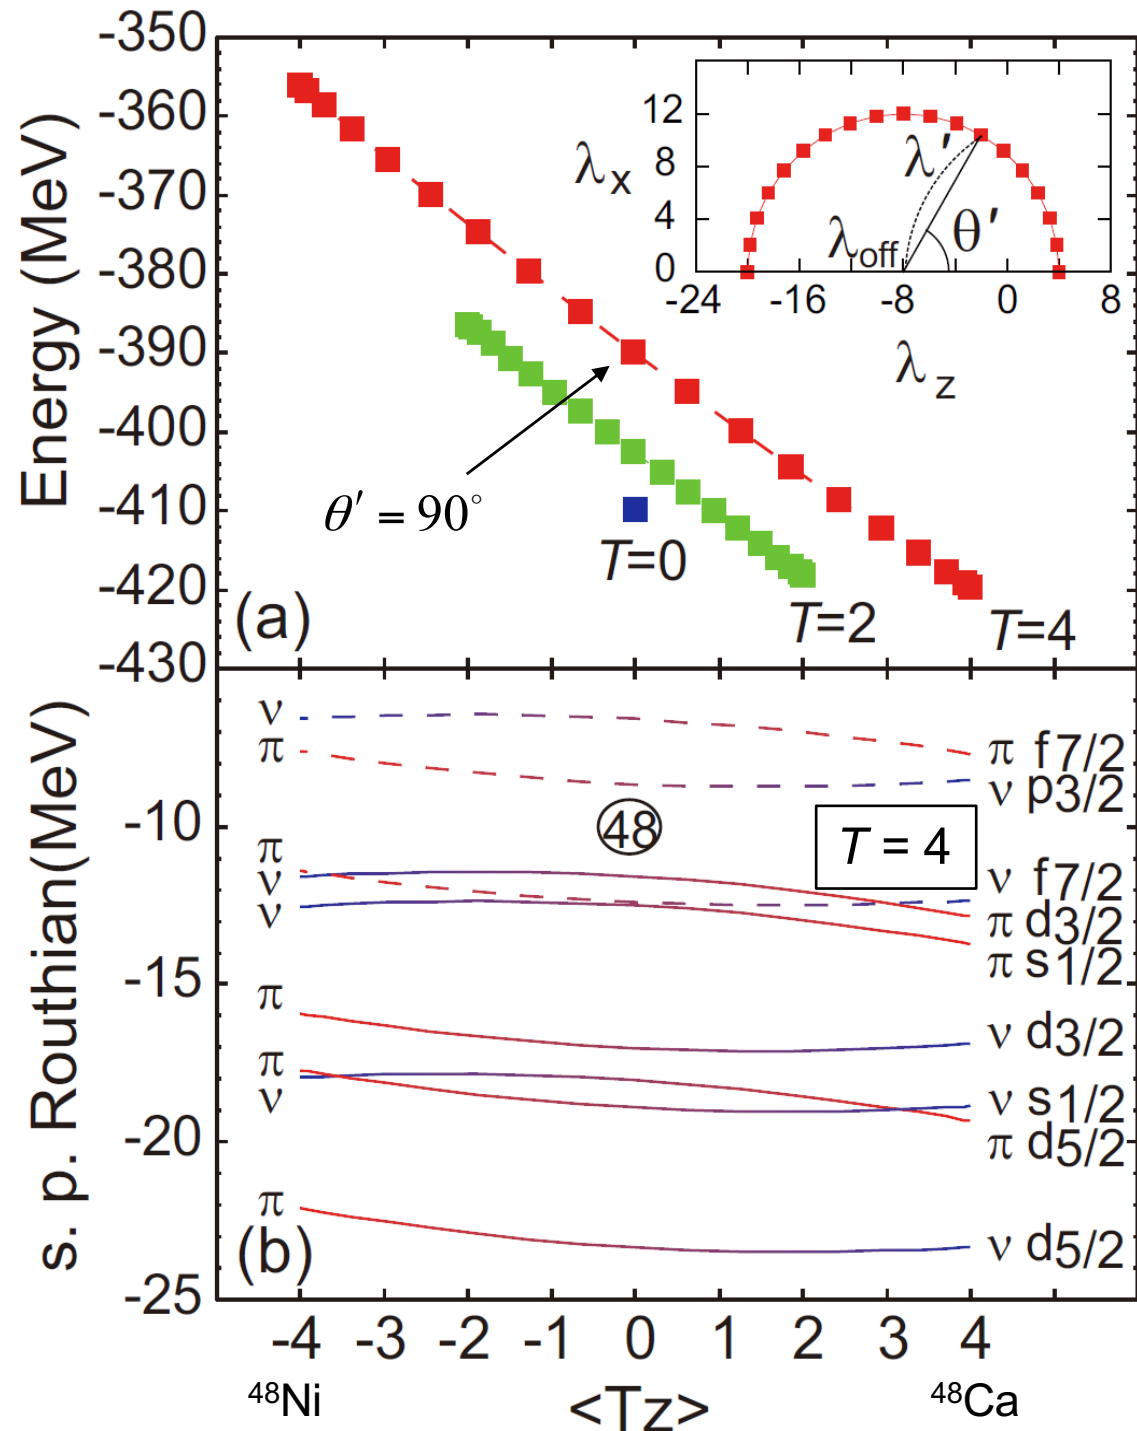 -350
-360
-370
-380
-390
-400
-410
-420
-430
Energy (MeV)
12
8
4
0
λx
λ'
λoff
θ'
-24 -16 -8 0 8
λz
θ′ = 90°
T=0
T=2
T=4
(a)
ν
π
π
ν
ν
π
π
ν
π
48
T = 4
π f7/2
ν p3/2
ν f7/2
π d3/2
π s1/2
ν d3/2
ν s1/2
π d5/2
ν d5/2
-10
-15
-20
-25
s. p. Routhian(MeV)
(b)
-4 -3 -2 -1 0 1 2 3 4
48Ni
<Tz>
48Ca